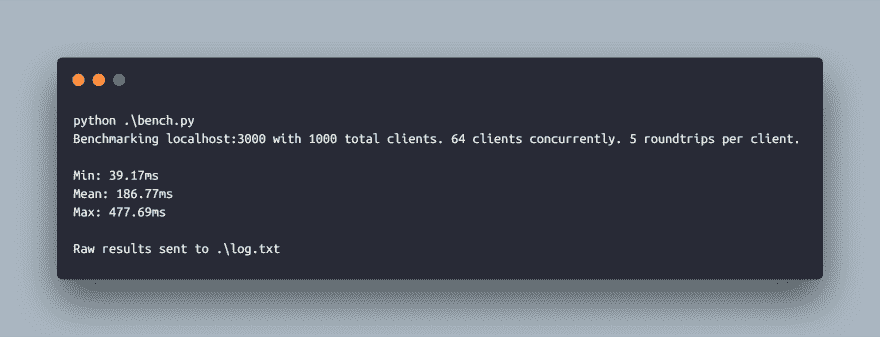 python .\bench.py
Benchmarking localhost:3000 with 1000 total clients. 64 clients concurrently. 5 roundtrips per client.
Min: 39.17ms
Mean: 186.77ms
Max: 477.69ms
Raw results sent to .\log.txt